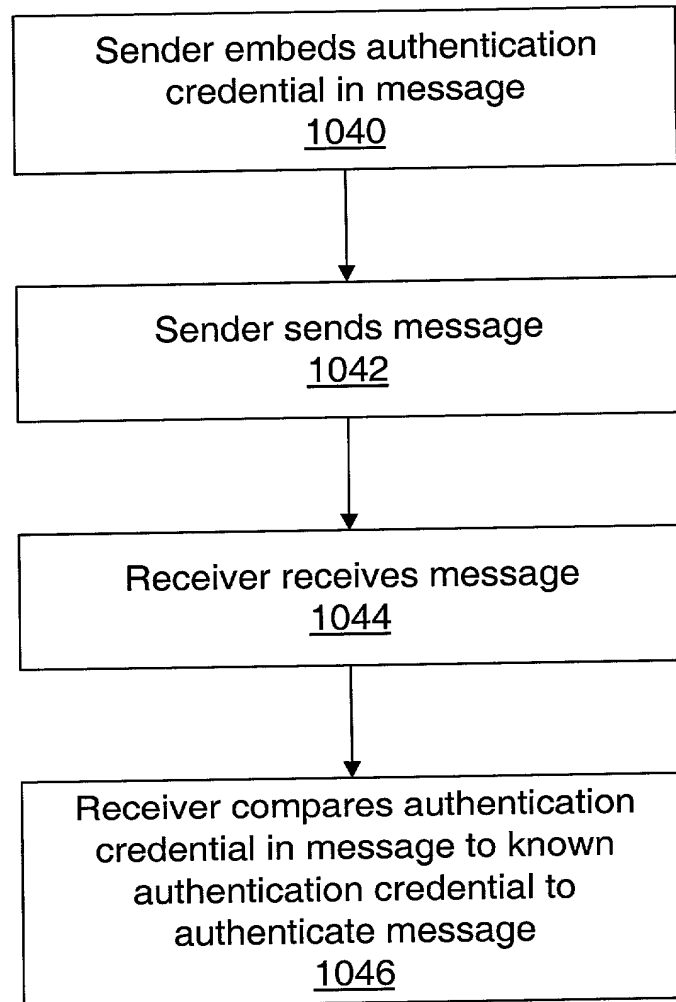 Sender embeds authentication
credential in message
1040
Sender sends message
1042
Receiver receives message
1044
Receiver compares authentication
credential in message to known
authentication credential to
authenticate message
1046